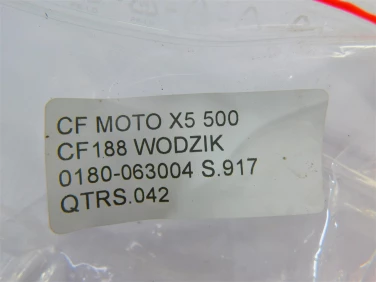 CF MOTO X5 500
CF188 WODZIK
0180-063004 S.917
QTRS.042